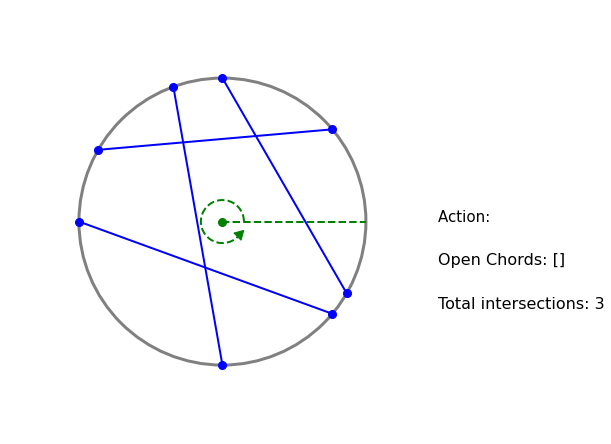 Action:
Open Chords: []
Total intersections: 3